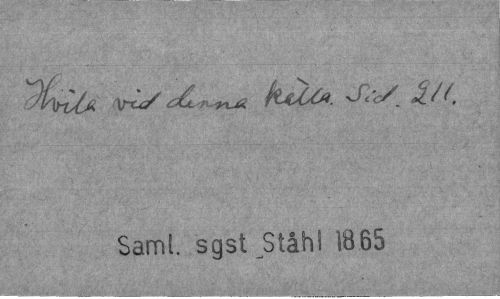 Hvila vid denna källa. Sid. 211.
Saml. sgst Ståhl 1865